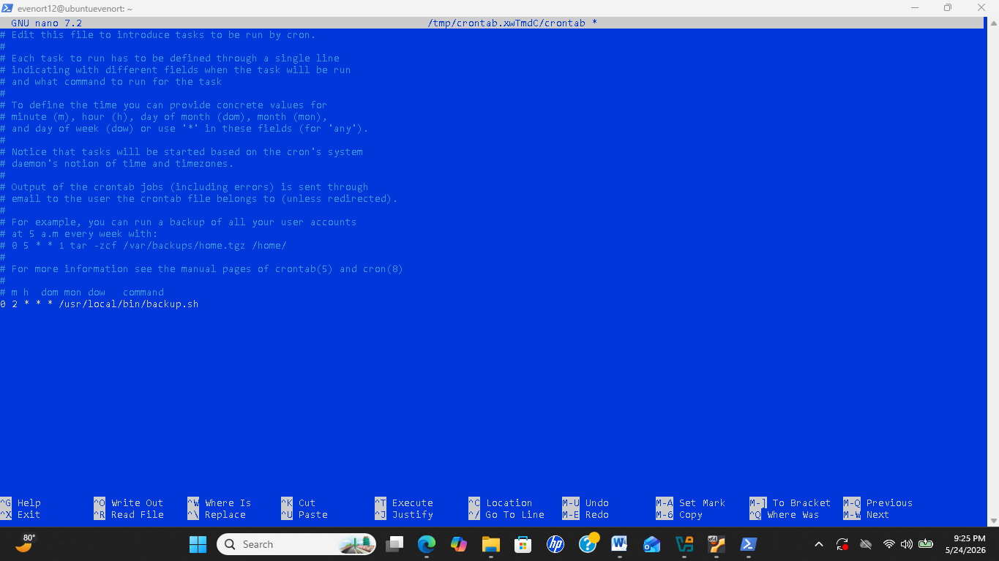 evenort12@ubuntuevenort: ~
GNU nano 7.2 /tmp/crontab.xwTmdC/crontab *
# Edit this file to introduce tasks to be run by cron.
#
# Each task to run has to be defined through a single line
# indicating with different fields when the task will be run
# and what command to run for the task
#
# To define the time you can provide concrete values for
# minute (m), hour (h), day of month (dom), month (mon),
# and day of week (dow) or use '*' in these fields (for 'any').
#
# Notice that tasks will be started based on the cron's system
# daemon's notion of time and timezones.
#
# Output of the crontab jobs (including errors) is sent through
# email to the user the crontab file belongs to (unless redirected).
#
# For example, you can run a backup of all your user accounts
# at 5 a.m every week with:
# 0 5 * * 1 tar -zcf /var/backups/home.tgz /home/
#
# For more information see the manual pages of crontab(5) and cron(8)
#
# m h  dom mon dow   command
0 2 * * * /usr/local/bin/backup.sh
^G Help ^O Write Out ^W Where Is ^K Cut ^T Execute ^C Location M-U Undo M-A Set Mark M-] To Bracket M-Q Previous
^X Exit ^R Read File ^\ Replace ^U Paste ^J Justify ^/ Go To Line M-E Redo M-6 Copy ^Q Where Was M-W Next
80°
Search
hp
X64
9:25 PM
5/24/2026